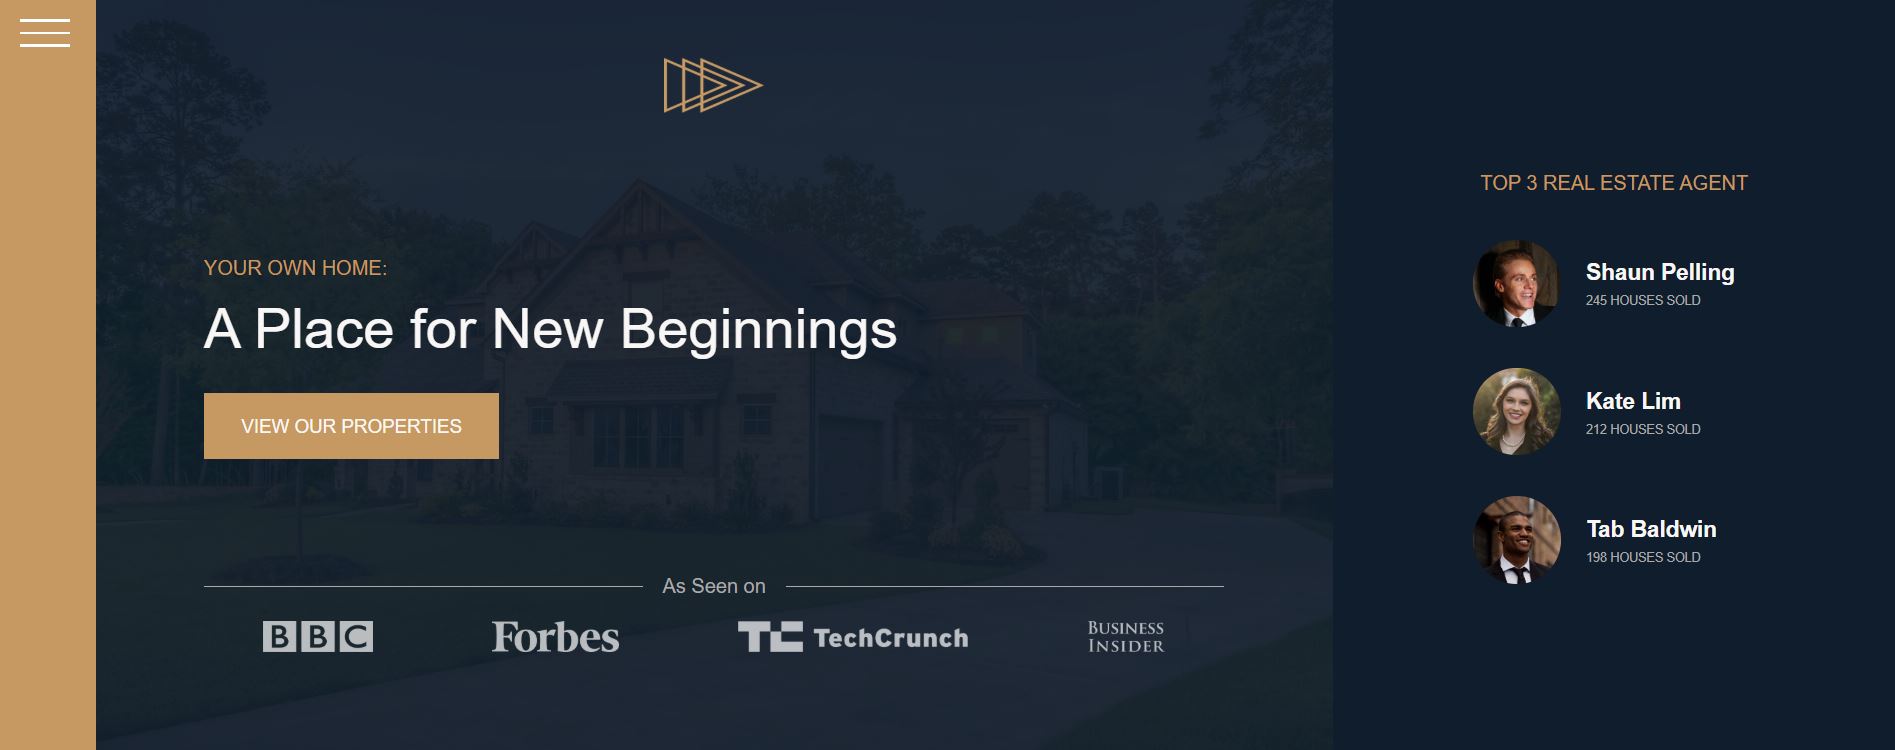 YOUR OWN HOME:
A Place for New Beginnings
VIEW OUR PROPERTIES
As Seen on
BBC
Forbes
TC TechCrunch
BUSINESS
INSIDER
TOP 3 REAL ESTATE AGENT
Shaun Pelling
245 HOUSES SOLD
Kate Lim
212 HOUSES SOLD
Tab Baldwin
198 HOUSES SOLD